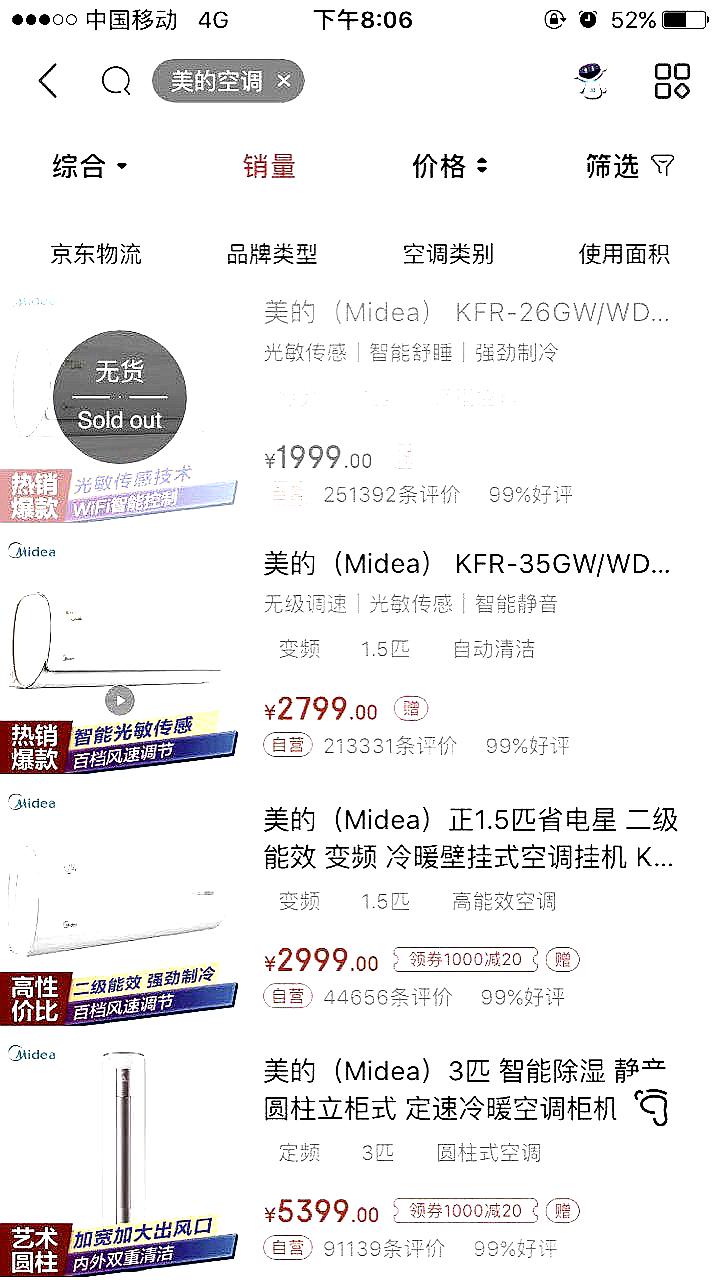 中国移动 4G 下午8:06 52%
美的空调 ×
综合 销量 价格 筛选
京东物流 品牌类型 空调类别 使用面积
Midea
无货
Sold out
热销爆款
光敏传感技术
WiFi智能控制
美的（Midea） KFR-26GW/WD...
光敏传感｜智能舒睡｜强劲制冷
¥1999.00
自营 251392条评价 99%好评
Midea
热销爆款
智能光敏传感
百档风速调节
美的（Midea） KFR-35GW/WD...
无级调速｜光敏传感｜智能静音
变频 1.5匹 自动清洁
¥2799.00 赠
自营 213331条评价 99%好评
Midea
高性价比
二级能效 强劲制冷
百档风速调节
美的（Midea）正1.5匹省电星 二级
能效 变频 冷暖壁挂式空调挂机 K...
变频 1.5匹 高能效空调
¥2999.00 领券1000减20 赠
自营 44656条评价 99%好评
Midea
艺术圆柱
加宽加大出风口
内外双重清洁
美的（Midea）3匹 智能除湿 静音
圆柱立柜式 定速冷暖空调柜机
定频 3匹 圆柱式空调
¥5399.00 领券1000减20 赠
自营 91139条评价 99%好评